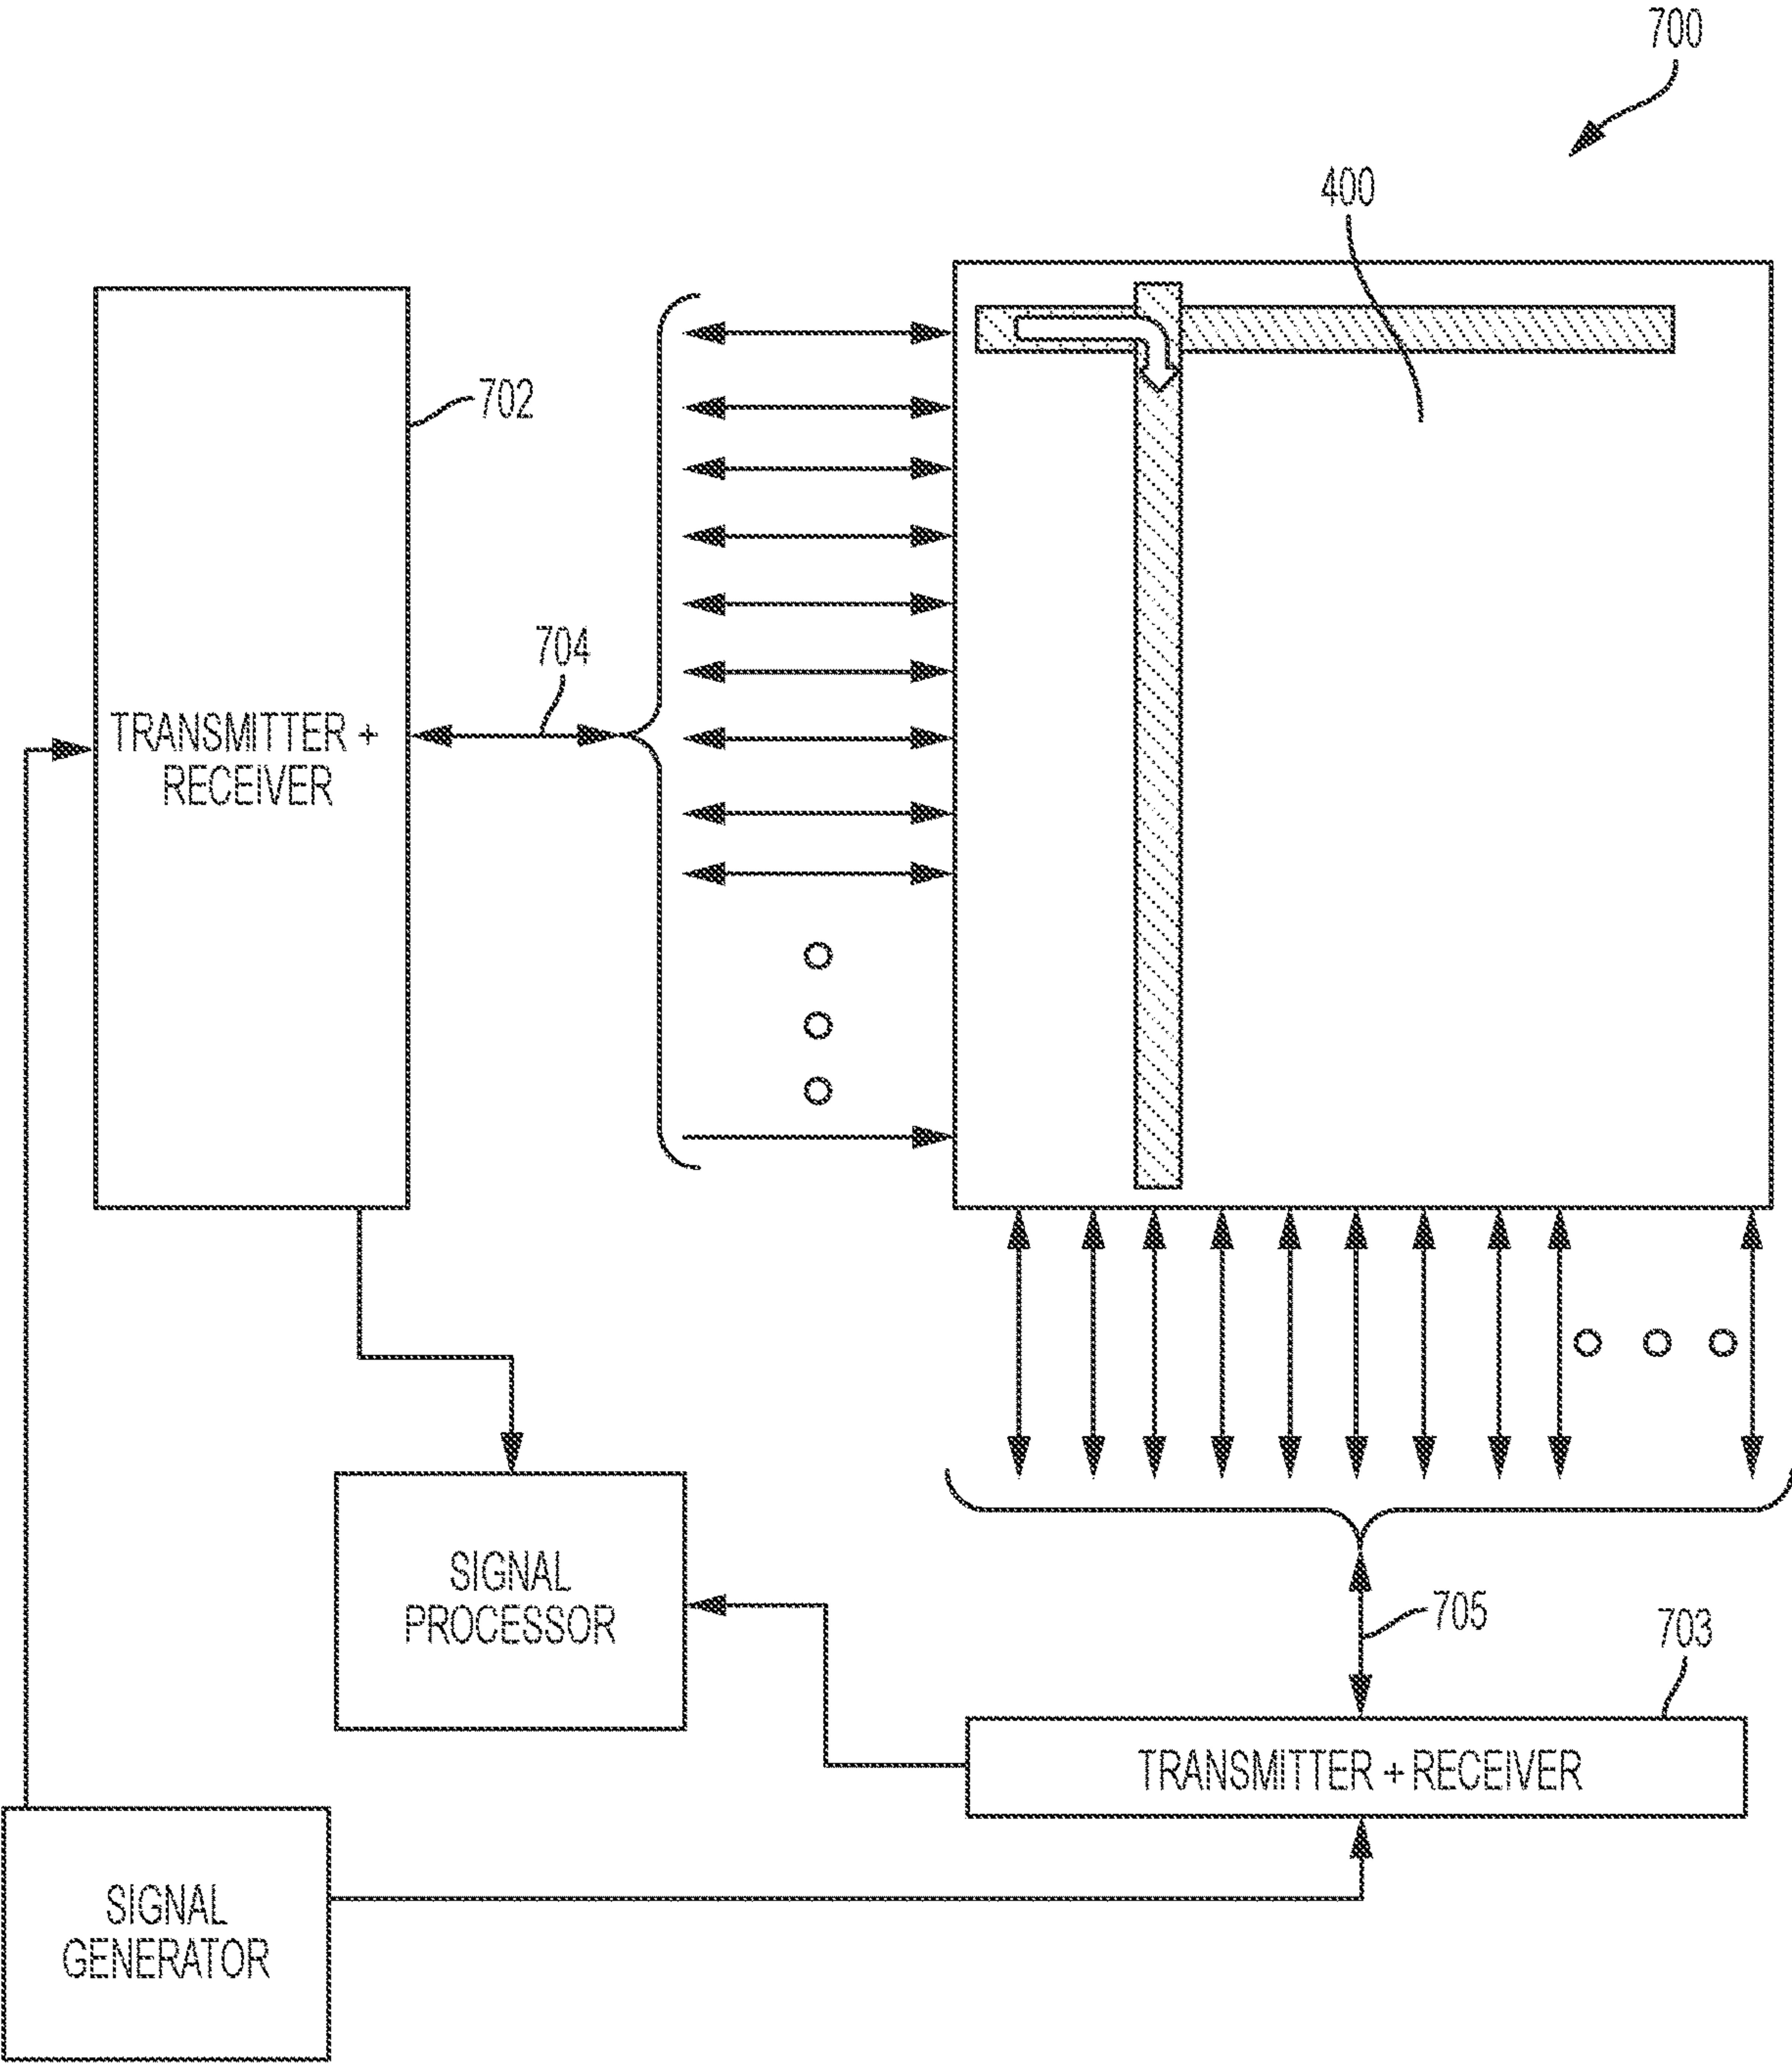 700
400
702
704
TRANSMITTER +
RECEIVER
SIGNAL
PROCESSOR
705
703
TRANSMITTER + RECEIVER
SIGNAL
GENERATOR